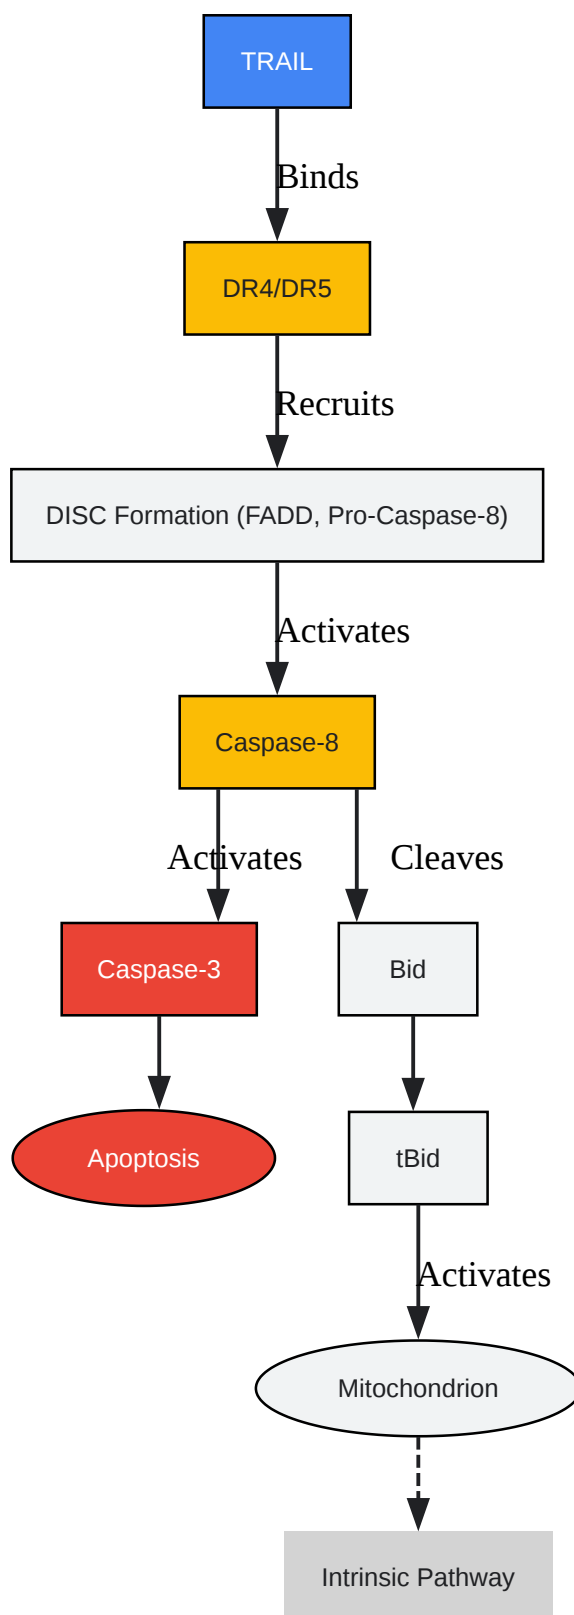 TRAIL
Binds
DR4/DR5
Recruits
DISC Formation (FADD, Pro-Caspase-8)
Activates
Caspase-8
Activates
Cleaves
Caspase-3
Bid
Apoptosis
tBid
Activates
Mitochondrion
Intrinsic Pathway